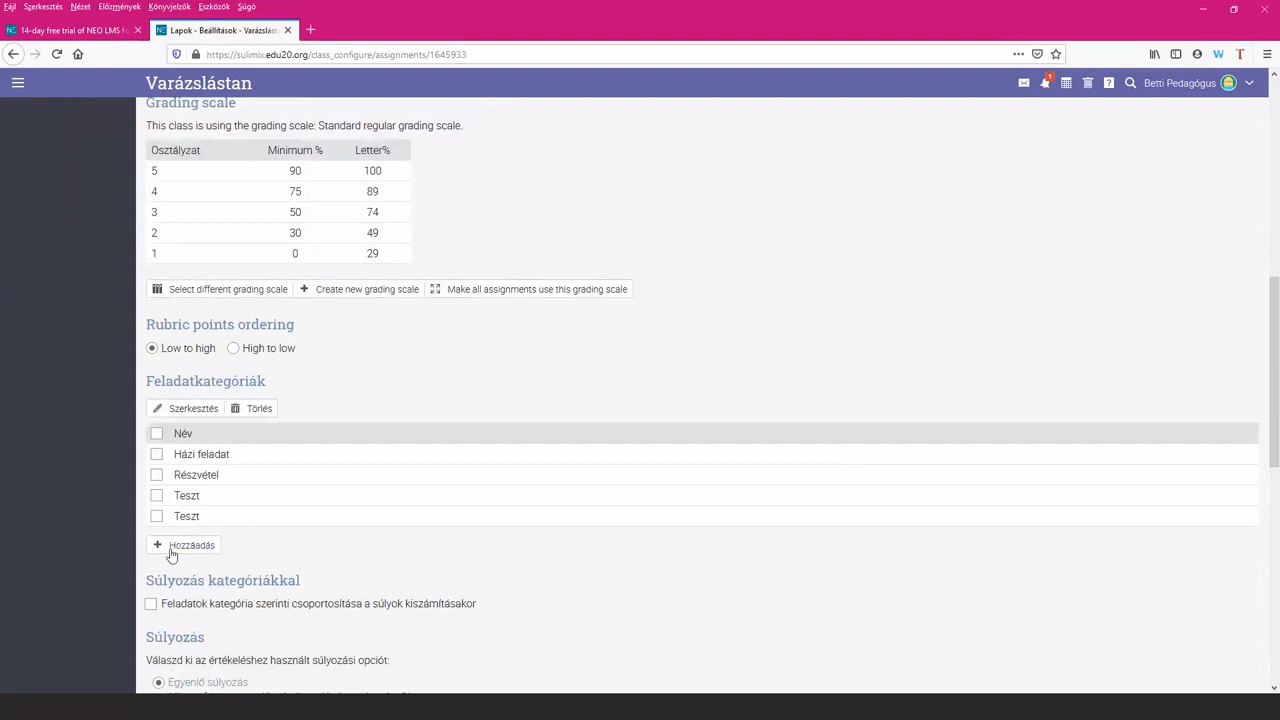 Fájl Szerkesztés Nézet Előzmények Könyvjelzők Eszközök Súgó
14-day free trial of NEO LMS fo
Lapok - Beállítások - Varázslást
https://sulimix.edu20.org/class_configure/assignments/1645933
Varázslástan
1
Betti Pedagógus
Grading scale
This class is using the grading scale: Standard regular grading scale.
Osztályzat Minimum % Letter%
5 90 100
4 75 89
3 50 74
2 30 49
1 0 29
Select different grading scale Create new grading scale Make all assignments use this grading scale
Rubric points ordering
Low to high High to low
Feladatkategóriák
Szerkesztés Törlés
Név
Házi feladat
Részvétel
Teszt
Teszt
Hozzáadás
Súlyozás kategóriákkal
Feladatok kategória szerinti csoportosítása a súlyok kiszámításakor
Súlyozás
Válaszd ki az értékeléshez használt súlyozási opciót:
Egyenlő súlyozás